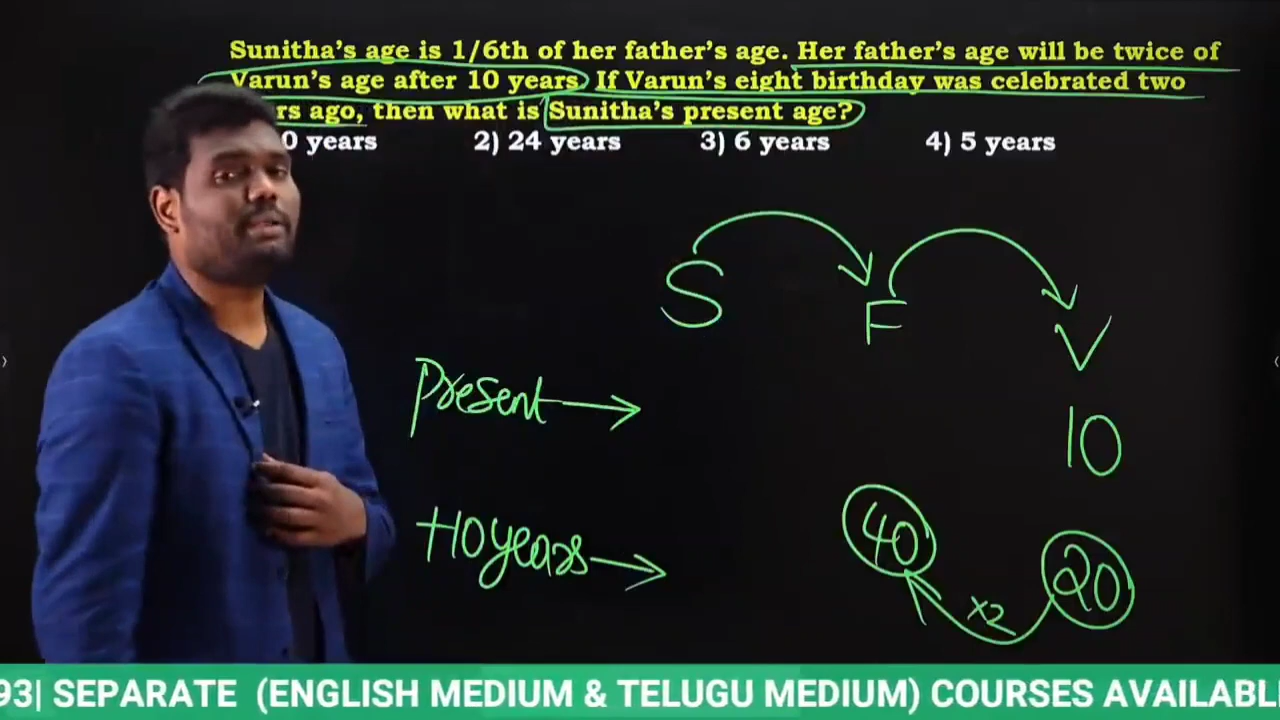 Sunitha's age is 1/6th of her father's age. Her father's age will be twice of
Varun's age after 10 years. If Varun's eight birthday was celebrated two
rs ago, then what is Sunitha's present age?
0 years 2) 24 years 3) 6 years 4) 5 years
S F V
Present 10
+10 years 40 20
×2
93| SEPARATE (ENGLISH MEDIUM & TELUGU MEDIUM) COURSES AVAILABL